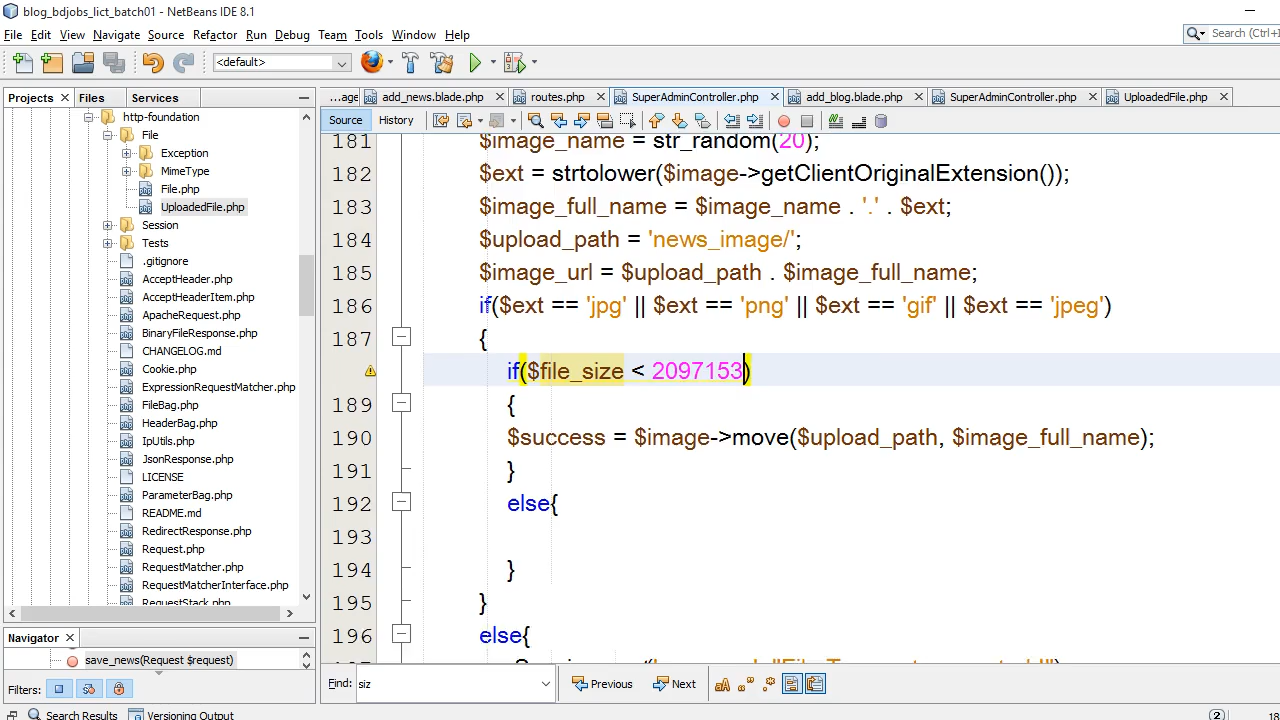 blog_bdjobs_lict_batch01 - NetBeans IDE 8.1
File Edit View Navigate Source Refactor Run Debug Team Tools Window Help
<default>
Search (Ctrl+I
Projects Files Services
...age add_news.blade.php routes.php SuperAdminController.php add_blog.blade.php SuperAdminController.php UploadedFile.php
Source History
http-foundation
File
Exception
MimeType
File.php
UploadedFile.php
Session
Tests
.gitignore
AcceptHeader.php
AcceptHeaderItem.php
ApacheRequest.php
BinaryFileResponse.php
CHANGELOG.md
Cookie.php
ExpressionRequestMatcher.php
FileBag.php
HeaderBag.php
IpUtils.php
JsonResponse.php
LICENSE
ParameterBag.php
README.md
RedirectResponse.php
Request.php
RequestMatcher.php
RequestMatcherInterface.php
RequestStack.php
181 $image_name = str_random(20);
182 $ext = strtolower($image->getClientOriginalExtension());
183 $image_full_name = $image_name . '.' . $ext;
184 $upload_path = 'news_image/';
185 $image_url = $upload_path . $image_full_name;
186 if($ext == 'jpg' || $ext == 'png' || $ext == 'gif' || $ext == 'jpeg')
187 {
if($file_size < 2097153)
189 {
190 $success = $image->move($upload_path, $image_full_name);
191 }
192 else{
193
194 }
195 }
196 else{
Navigator
save_news(Request $request)
Filters:
Find: siz Previous Next
Search Results Versioning Output
2 18